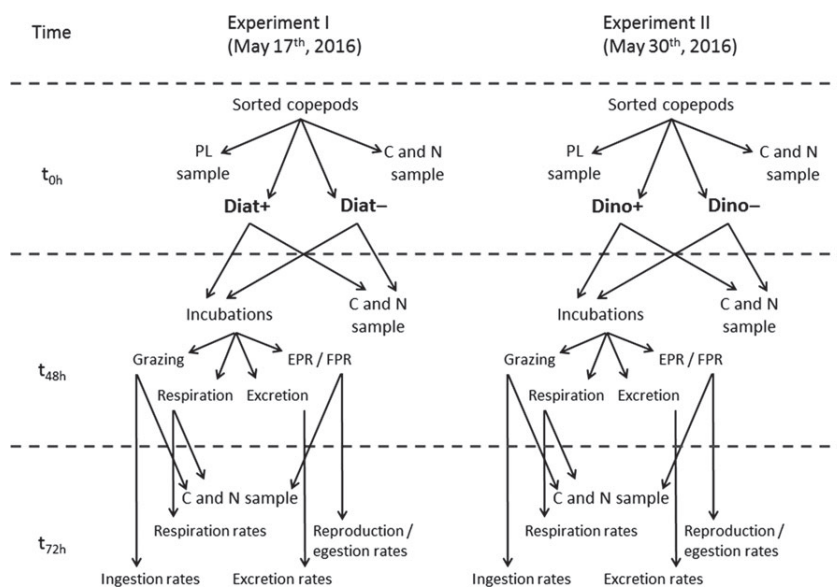 Time
Experiment I
(May 17th, 2016)
Experiment II
(May 30th, 2016)
t0h
Sorted copepods
PL
sample
C and N
sample
Diat+
Diat–
Sorted copepods
PL
sample
C and N
sample
Dino+
Dino–
t48h
Incubations
C and N
sample
Grazing
EPR / FPR
Respiration
Excretion
Incubations
C and N
sample
Grazing
EPR / FPR
Respiration
Excretion
t72h
C and N sample
Respiration rates
Reproduction /
egestion rates
Ingestion rates
Excretion rates
C and N sample
Respiration rates
Reproduction /
egestion rates
Ingestion rates
Excretion rates